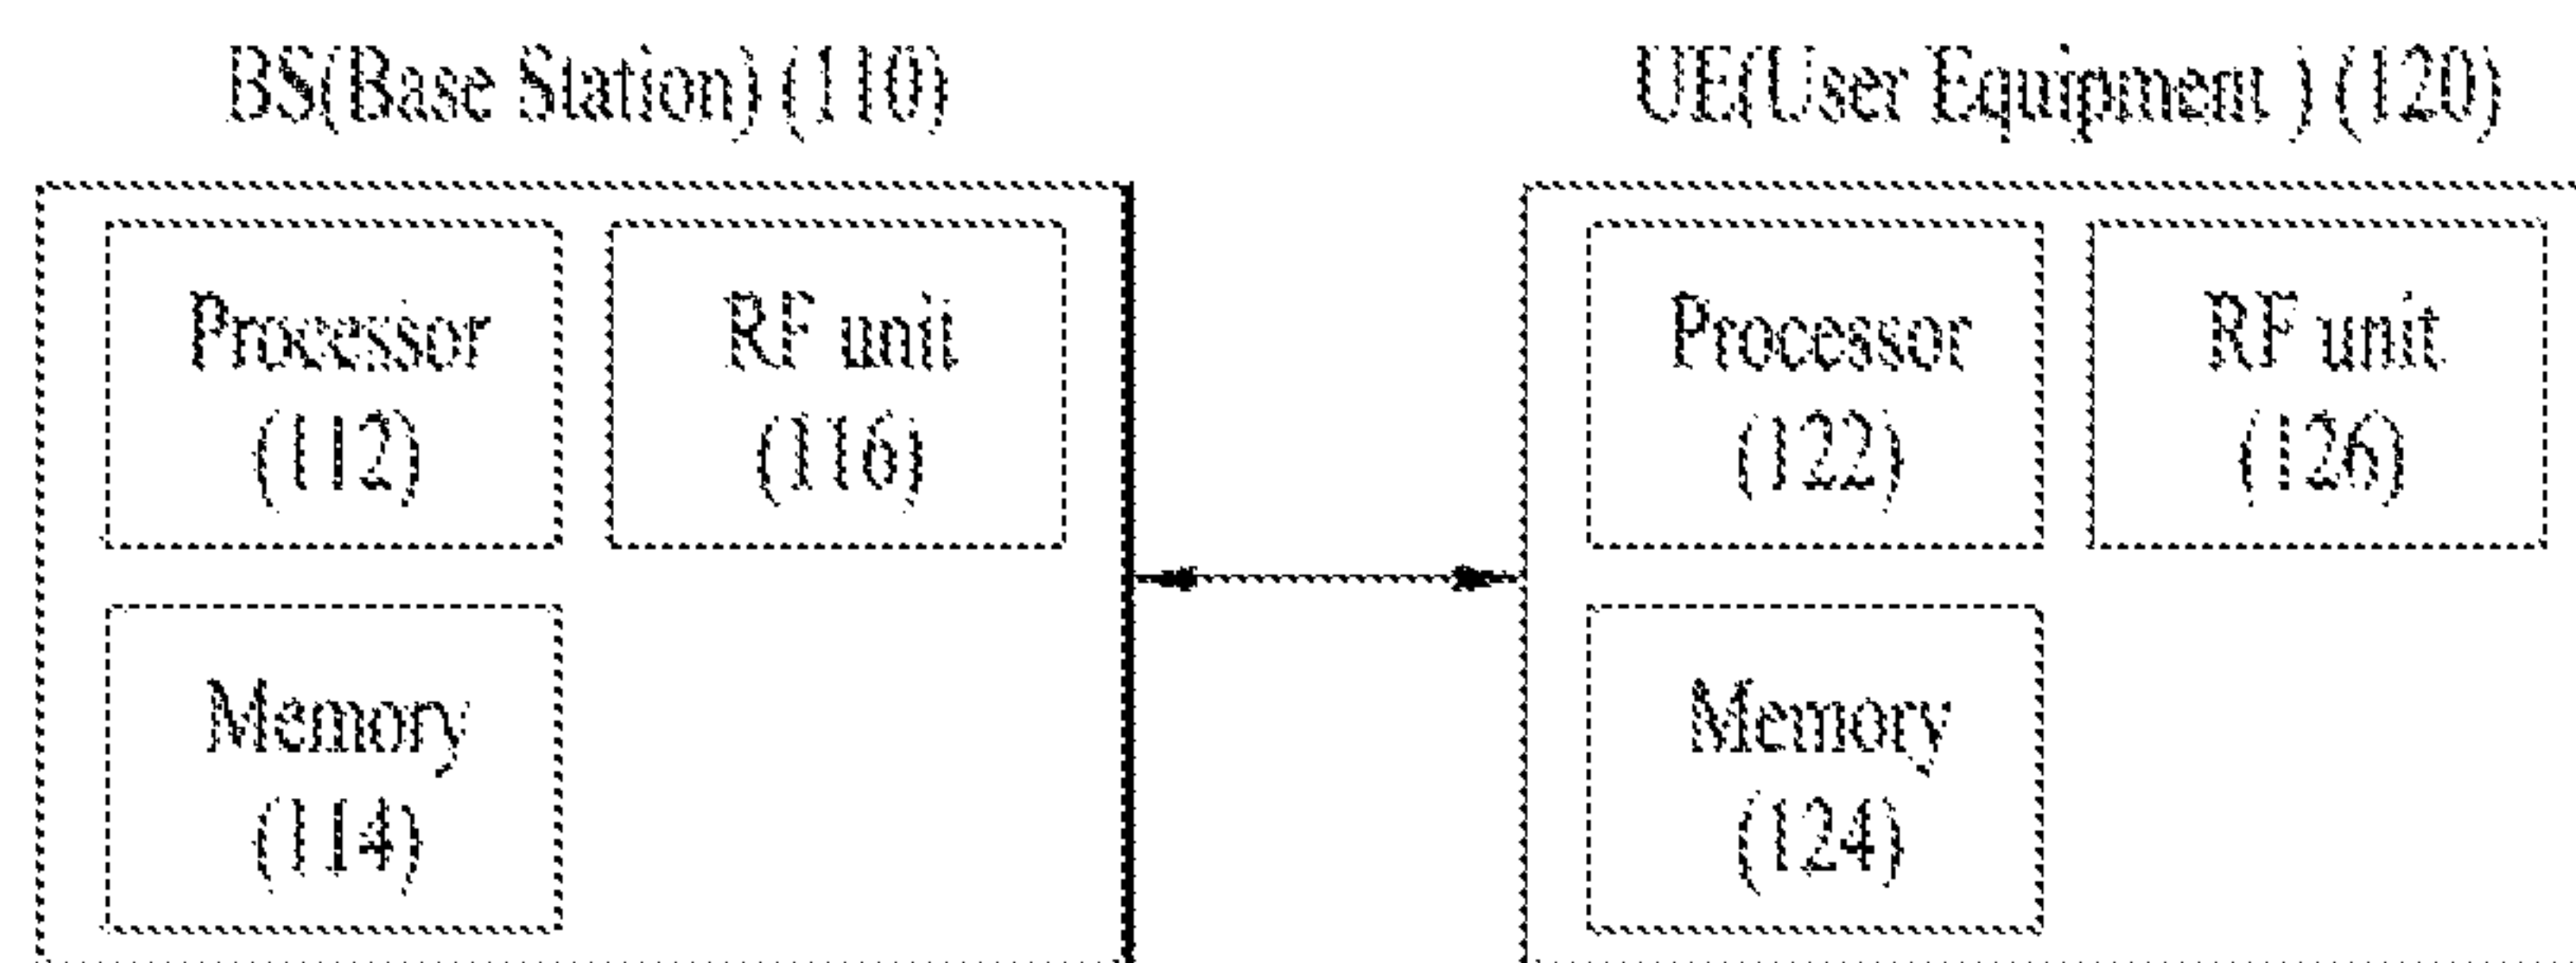 BS(Base Station) (110)
UE(User Equipment ) (120)
Processor
(112)
RF unit
(116)
Processor
(122)
RF unit
(126)
Memory
(114)
Memory
(124)